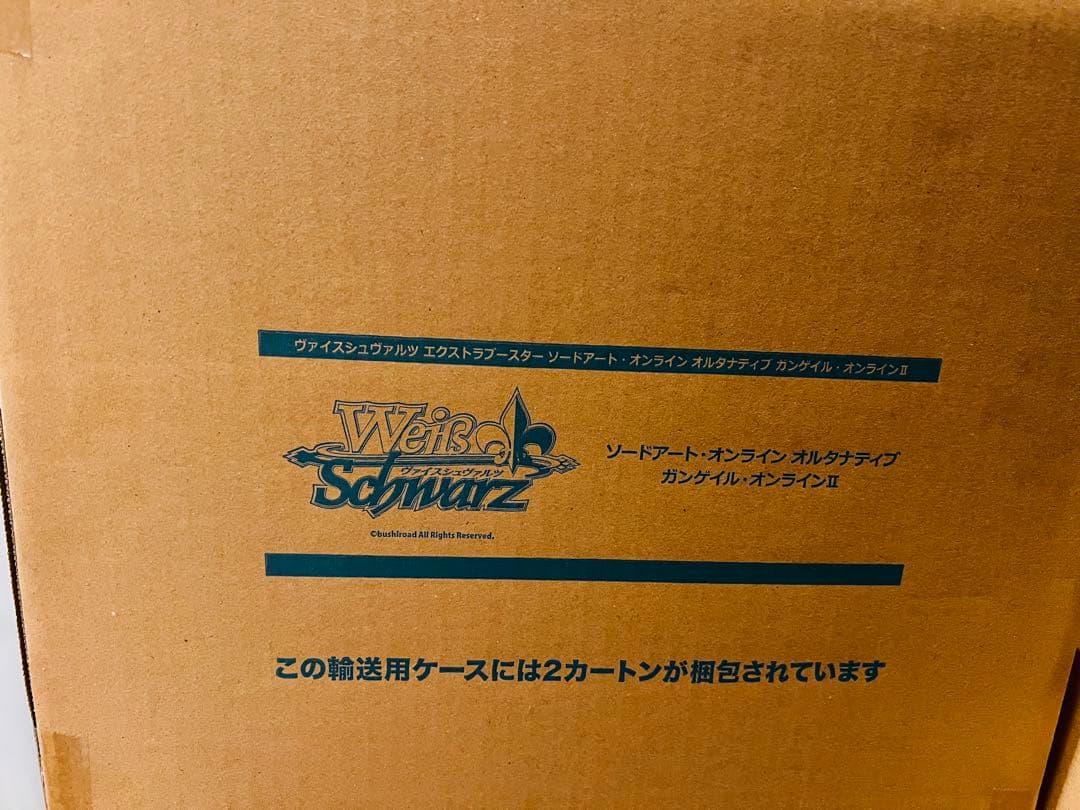 ヴァイスシュヴァルツ エクストラブースター ソードアート・オンライン オルタナティブ ガンゲイル・オンラインⅡ
Weiß
ヴァイスシュヴァルツ
Schwarz
©bushiroad All Rights Reserved.
ソードアート・オンライン オルタナティブ
ガンゲイル・オンラインⅡ
この輸送用ケースには2カートンが梱包されています